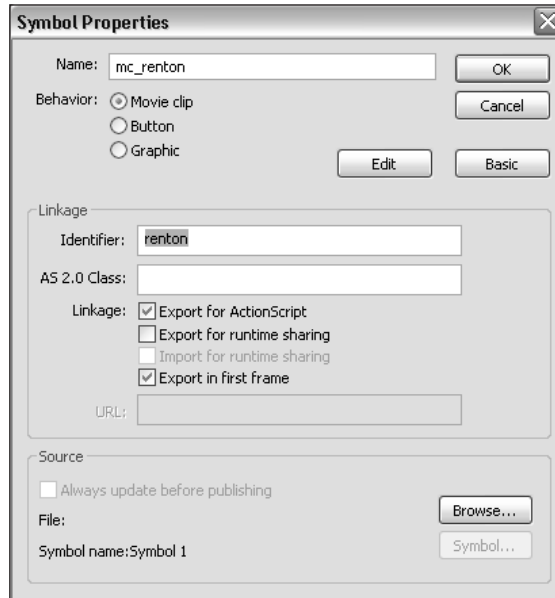 Symbol Properties
Name: mc_renton
OK
Behavior: Movie clip
Cancel
Button
Graphic
Edit Basic
Linkage
Identifier: renton
AS 2.0 Class:
Linkage: Export for ActionScript
Export for runtime sharing
Import for runtime sharing
Export in first frame
URL:
Source
Always update before publishing
Browse...
File:
Symbol name:Symbol 1
Symbol...